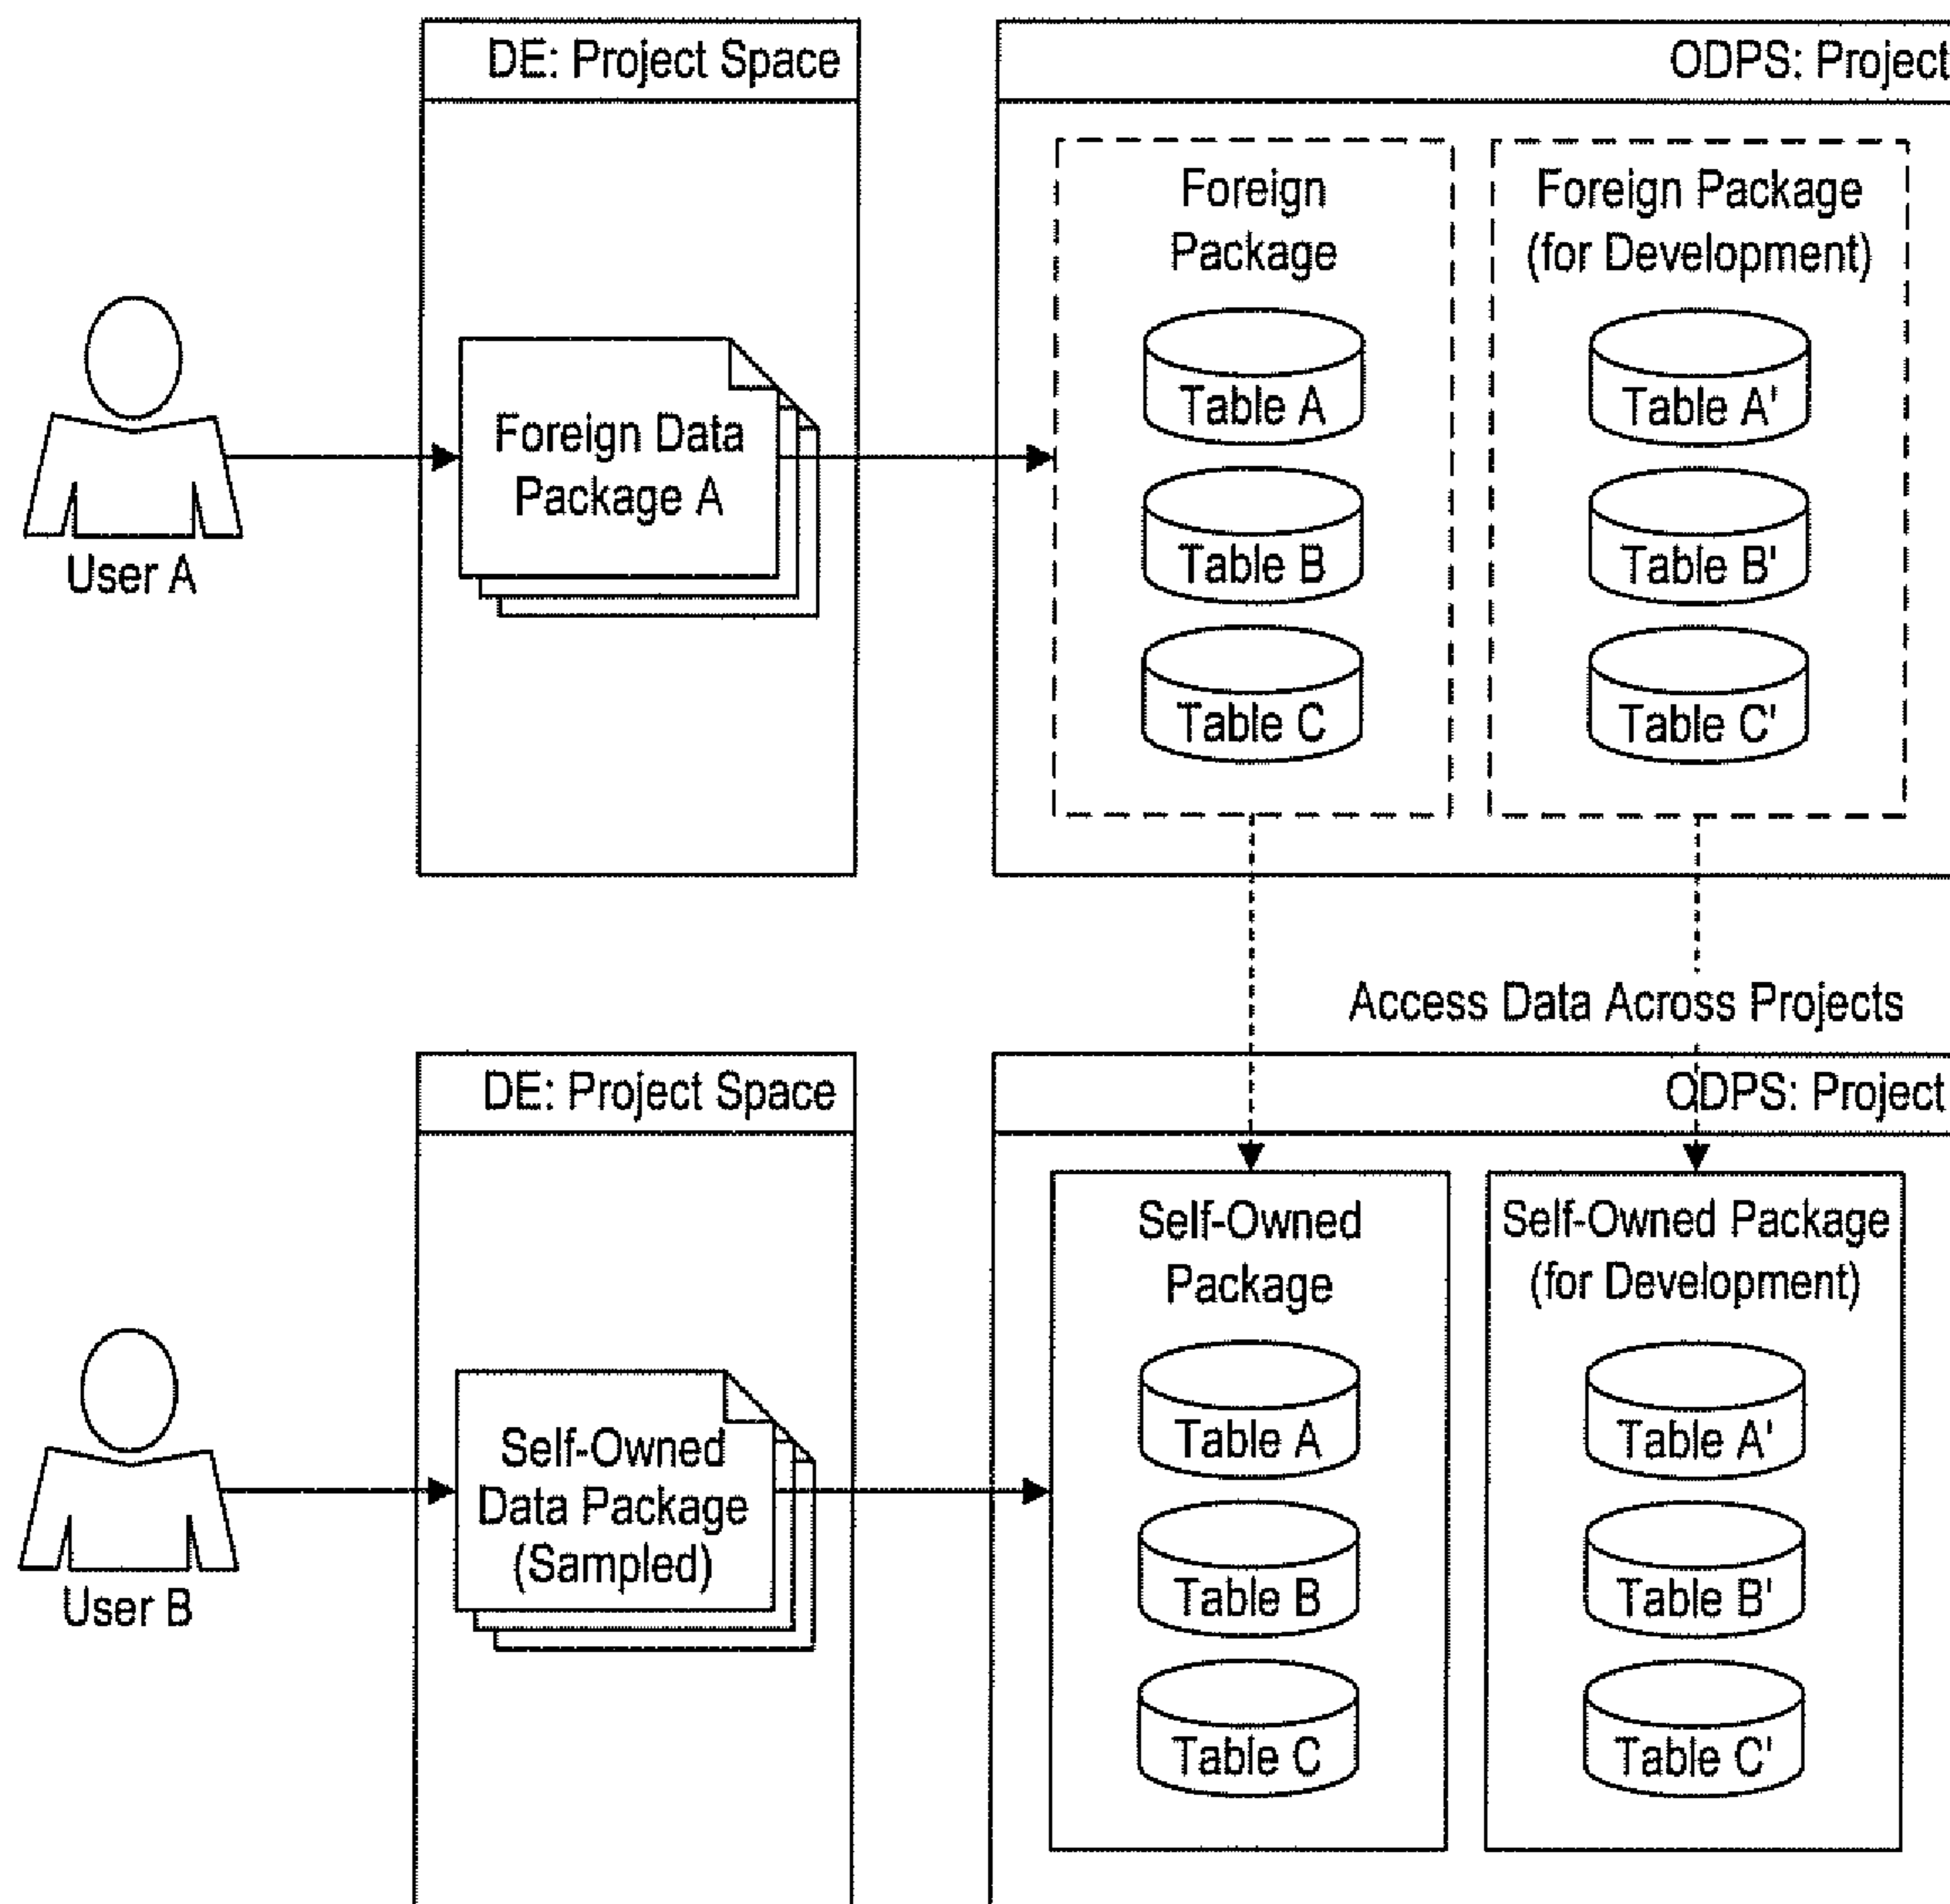 DE: Project Space
ODPS: Project
Foreign
Package
Foreign Package
(for Development)
Table A
Table A'
Foreign Data
Package A
Table B
Table B'
User A
Table C
Table C'
Access Data Across Projects
DE: Project Space
ODPS: Project
Self-Owned
Package
Self-Owned Package
(for Development)
Table A
Table A'
Self-Owned
Data Package
(Sampled)
Table B
Table B'
User B
Table C
Table C'